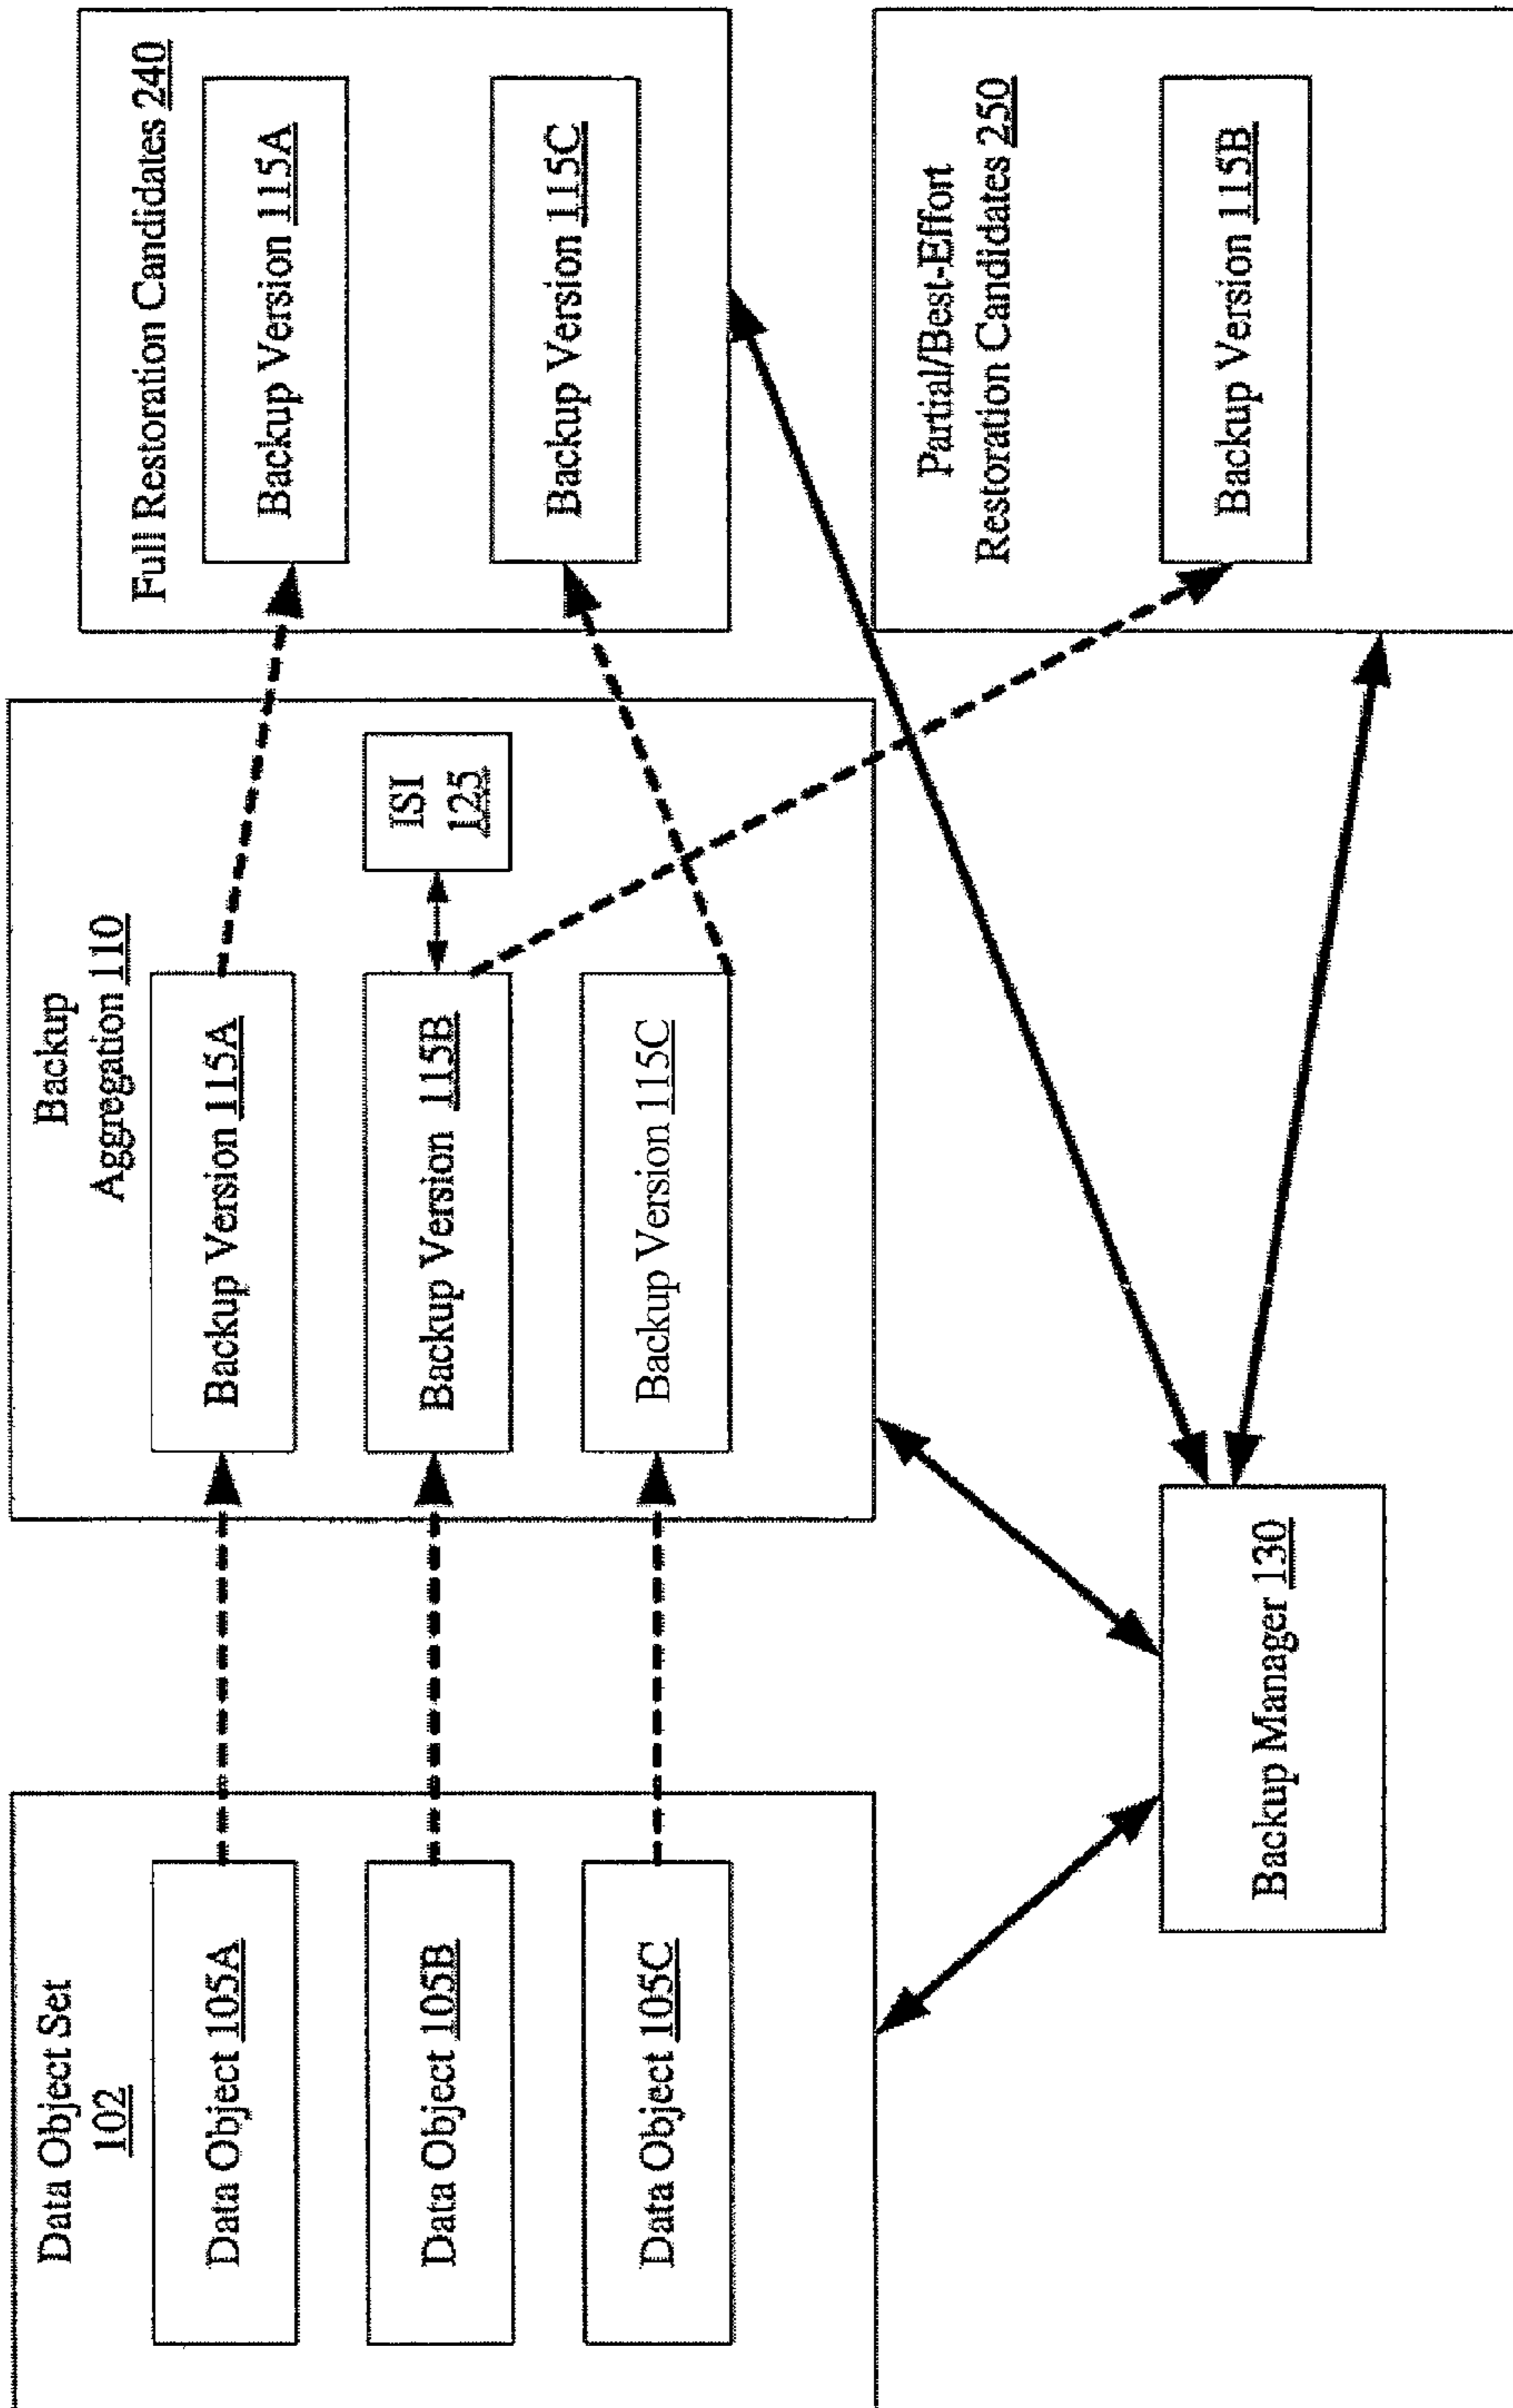 Data Object Set
102
Data Object 105A
Data Object 105B
Data Object 105C
Backup
Aggregation 110
Backup Version 115A
Backup Version 115B
ISI
125
Backup Version 115C
Full Restoration Candidates 240
Backup Version 115A
Backup Version 115C
Partial/Best-Effort
Restoration Candidates 250
Backup Version 115B
Backup Manager 130